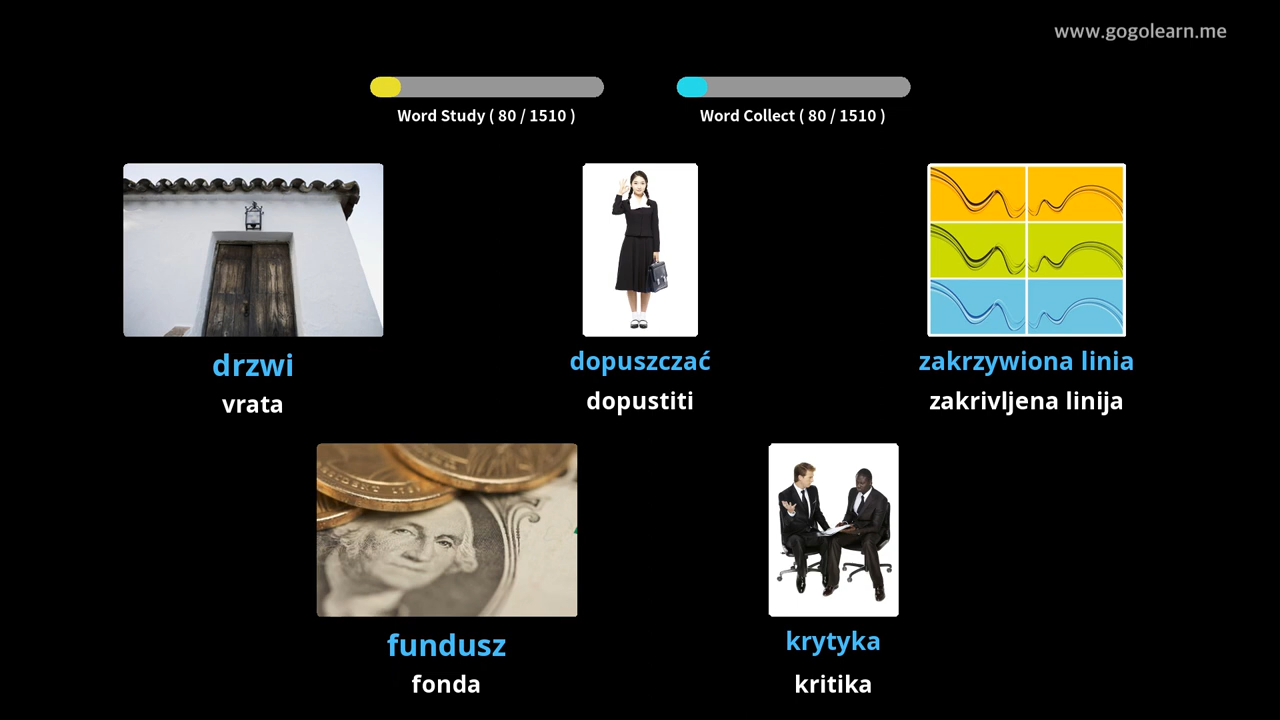 www.gogolearn.me
Word Study ( 80 / 1510 )
Word Collect ( 80 / 1510 )
drzwi
vrata
dopuszczać
dopustiti
zakrzywiona linia
zakrivljena linija
fundusz
fonda
krytyka
kritika